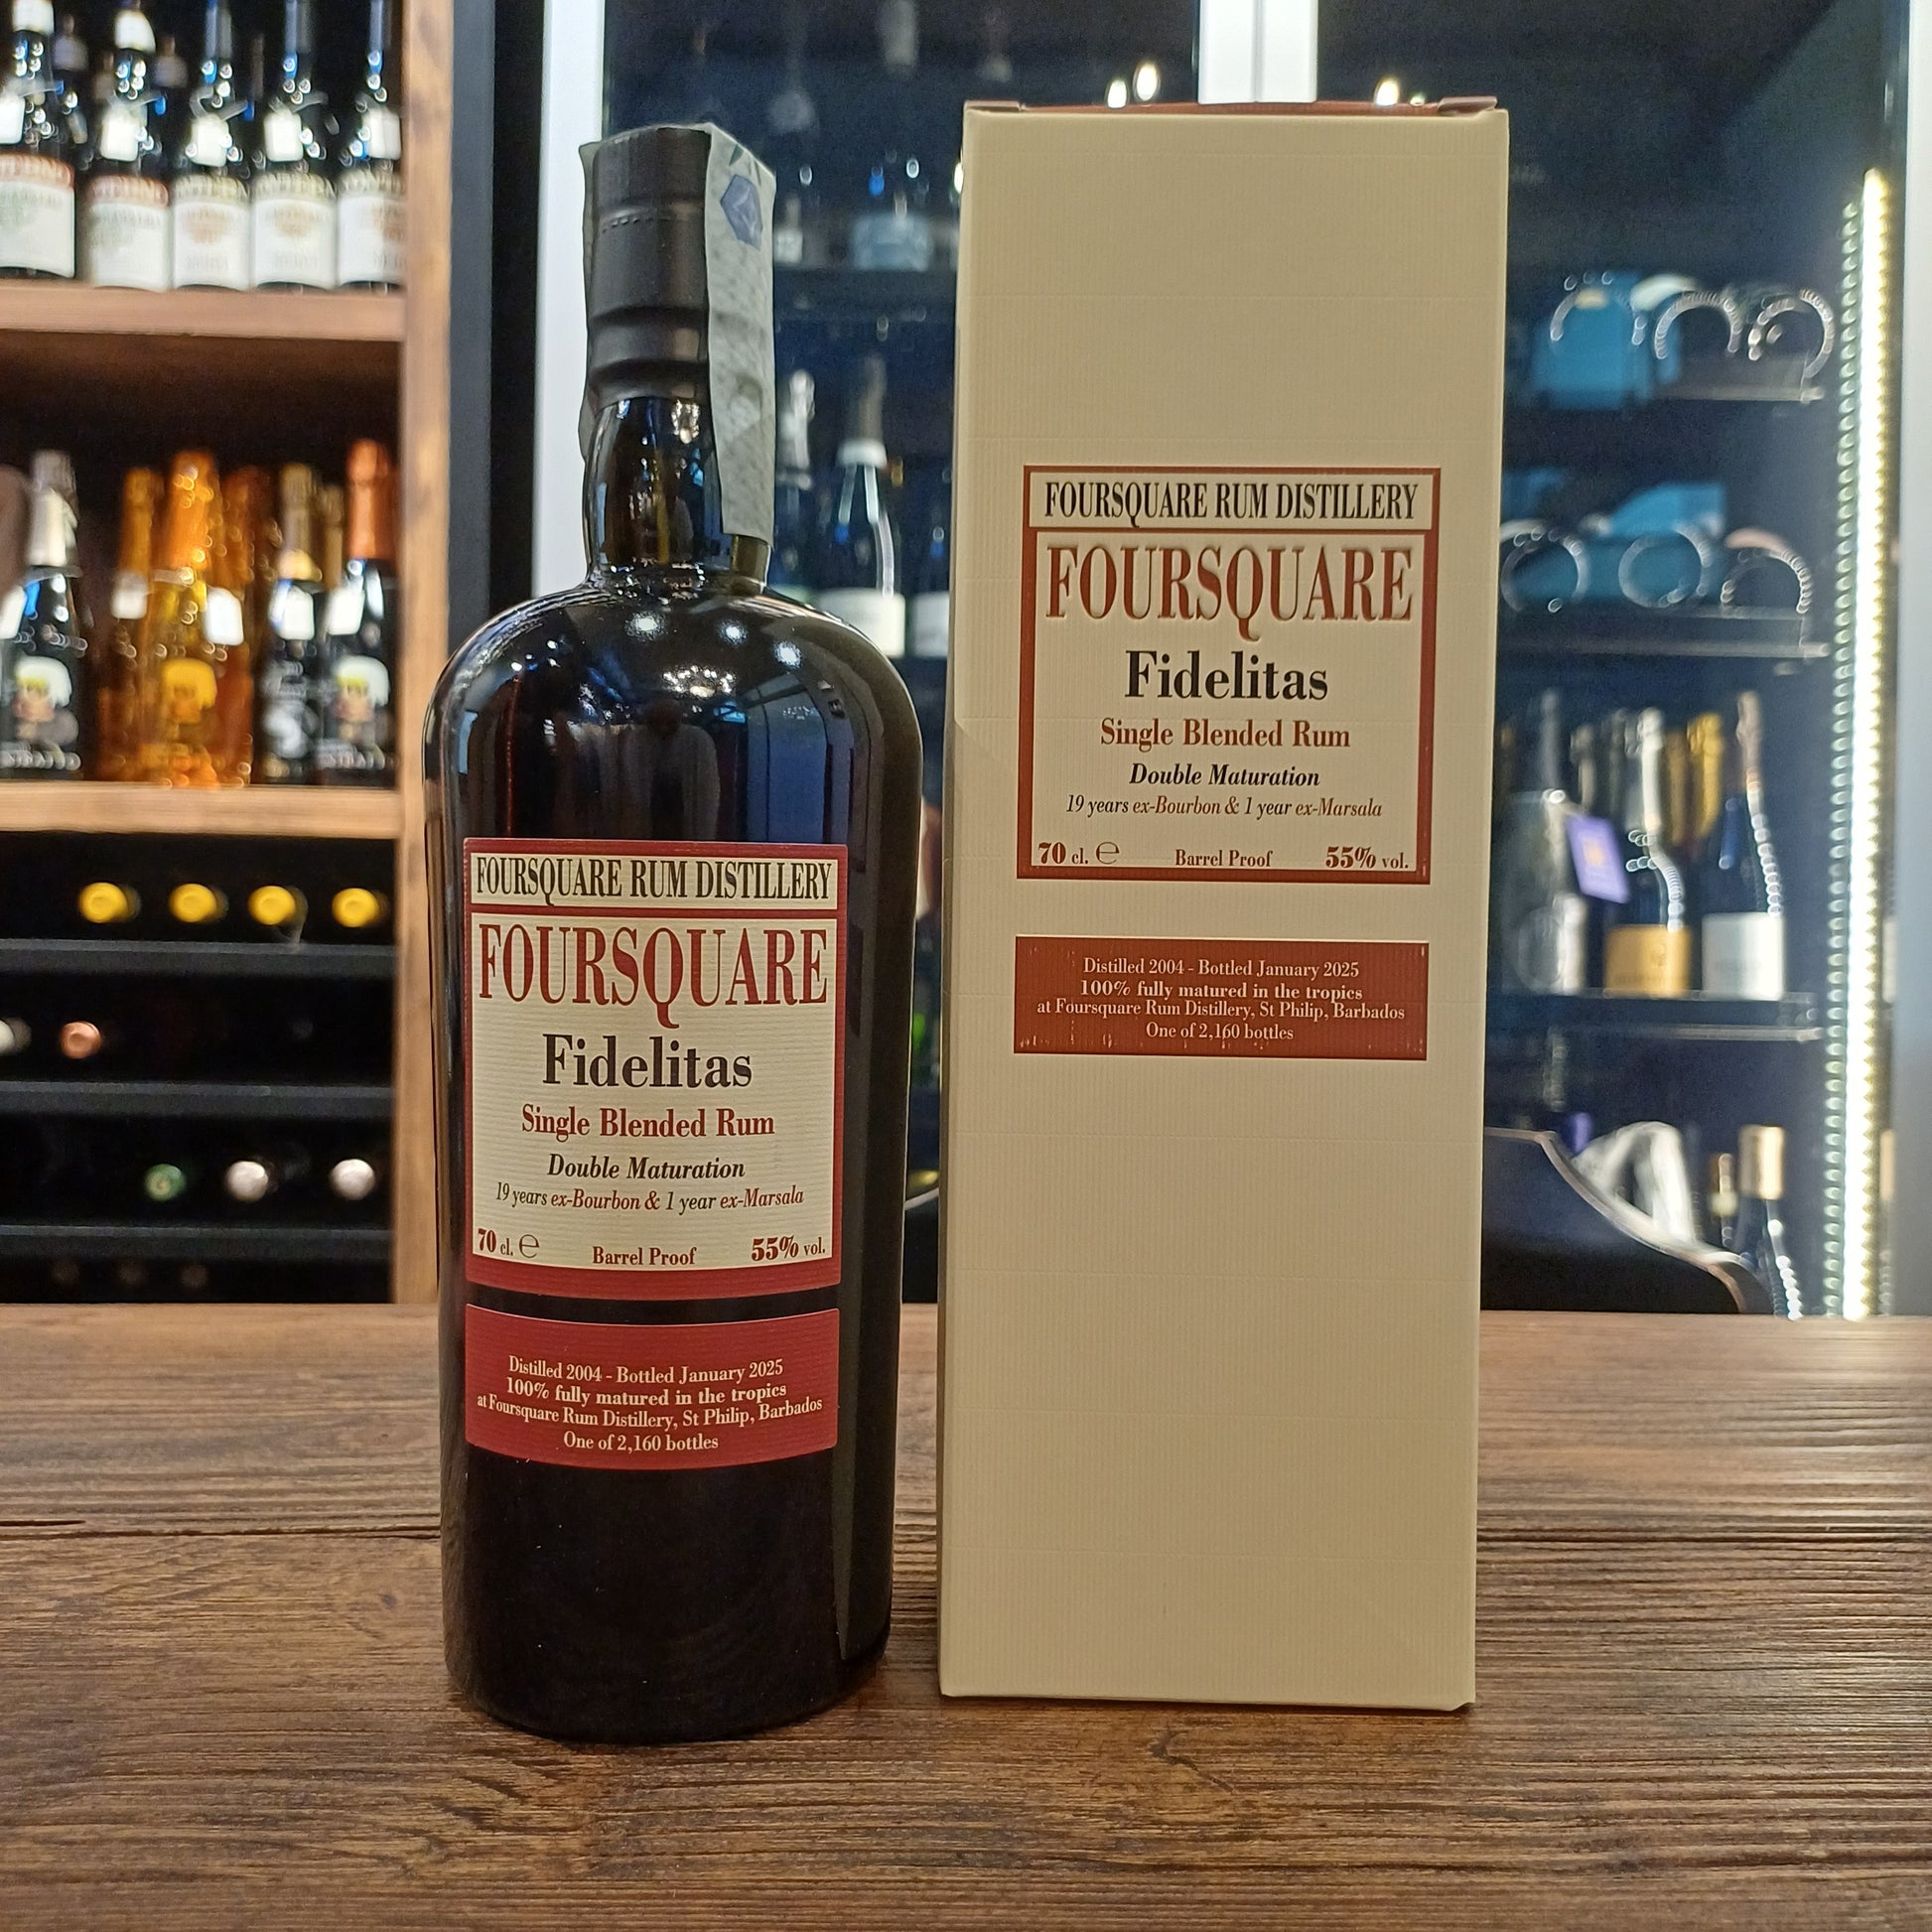 FOURSQUARE RUM DISTILLERY
FOURSQUARE
Fidelitas
Single Blended Rum
Double Maturation
19 years ex-Bourbon & 1 year ex-Marsala
70 cl. ℮ Barrel Proof 55% vol.
Distilled 2004 - Bottled January 2025
100% fully matured in the tropics
at Foursquare Rum Distillery, St Philip, Barbados
One of 2,160 bottles
FOURSQUARE RUM DISTILLERY
FOURSQUARE
Fidelitas
Single Blended Rum
Double Maturation
19 years ex-Bourbon & 1 year ex-Marsala
70 cl. ℮ Barrel Proof 55% vol.
Distilled 2004 - Bottled January 2025
100% fully matured in the tropics
at Foursquare Rum Distillery, St Philip, Barbados
One of 2,160 bottles